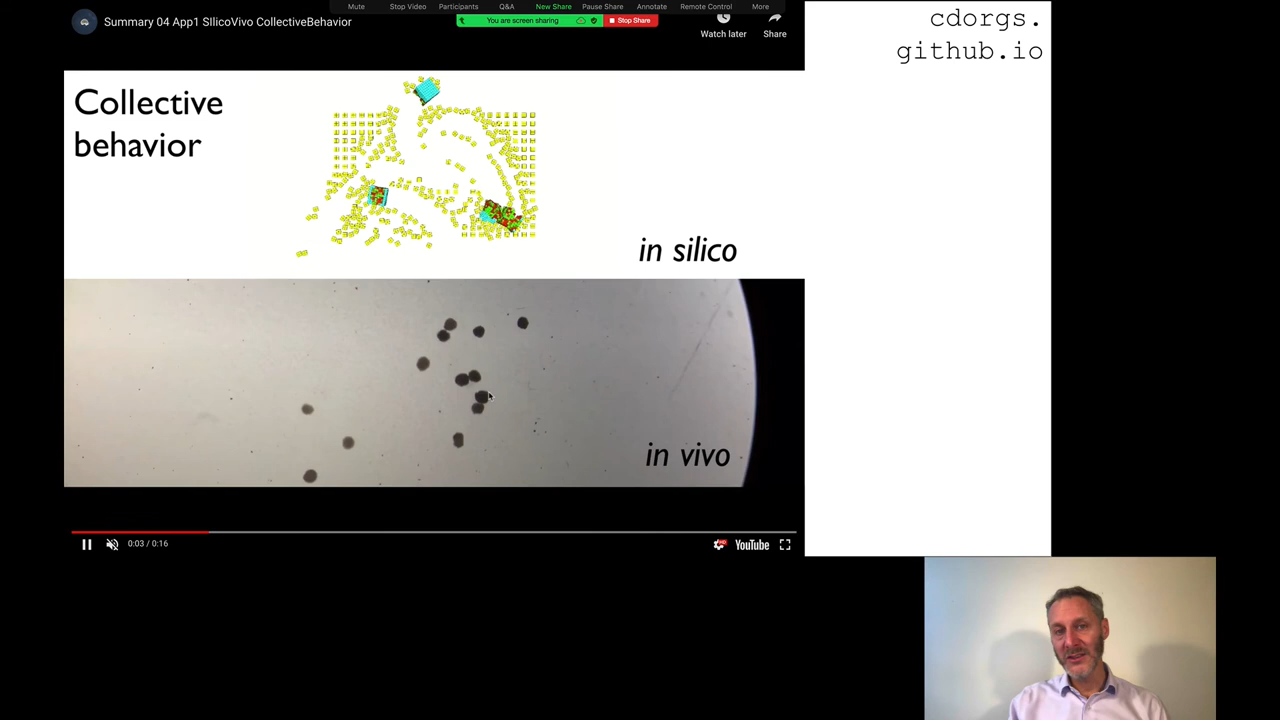 Mute Stop Video Participants Q&A New Share Pause Share Annotate Remote Control More
You are screen sharing Stop Share
Summary 04 App1 SIlicoVivo CollectiveBehavior
Watch later Share
cdorgs.
github.io
Collective
behavior
in silico
in vivo
0:03 / 0:16
HD
YouTube